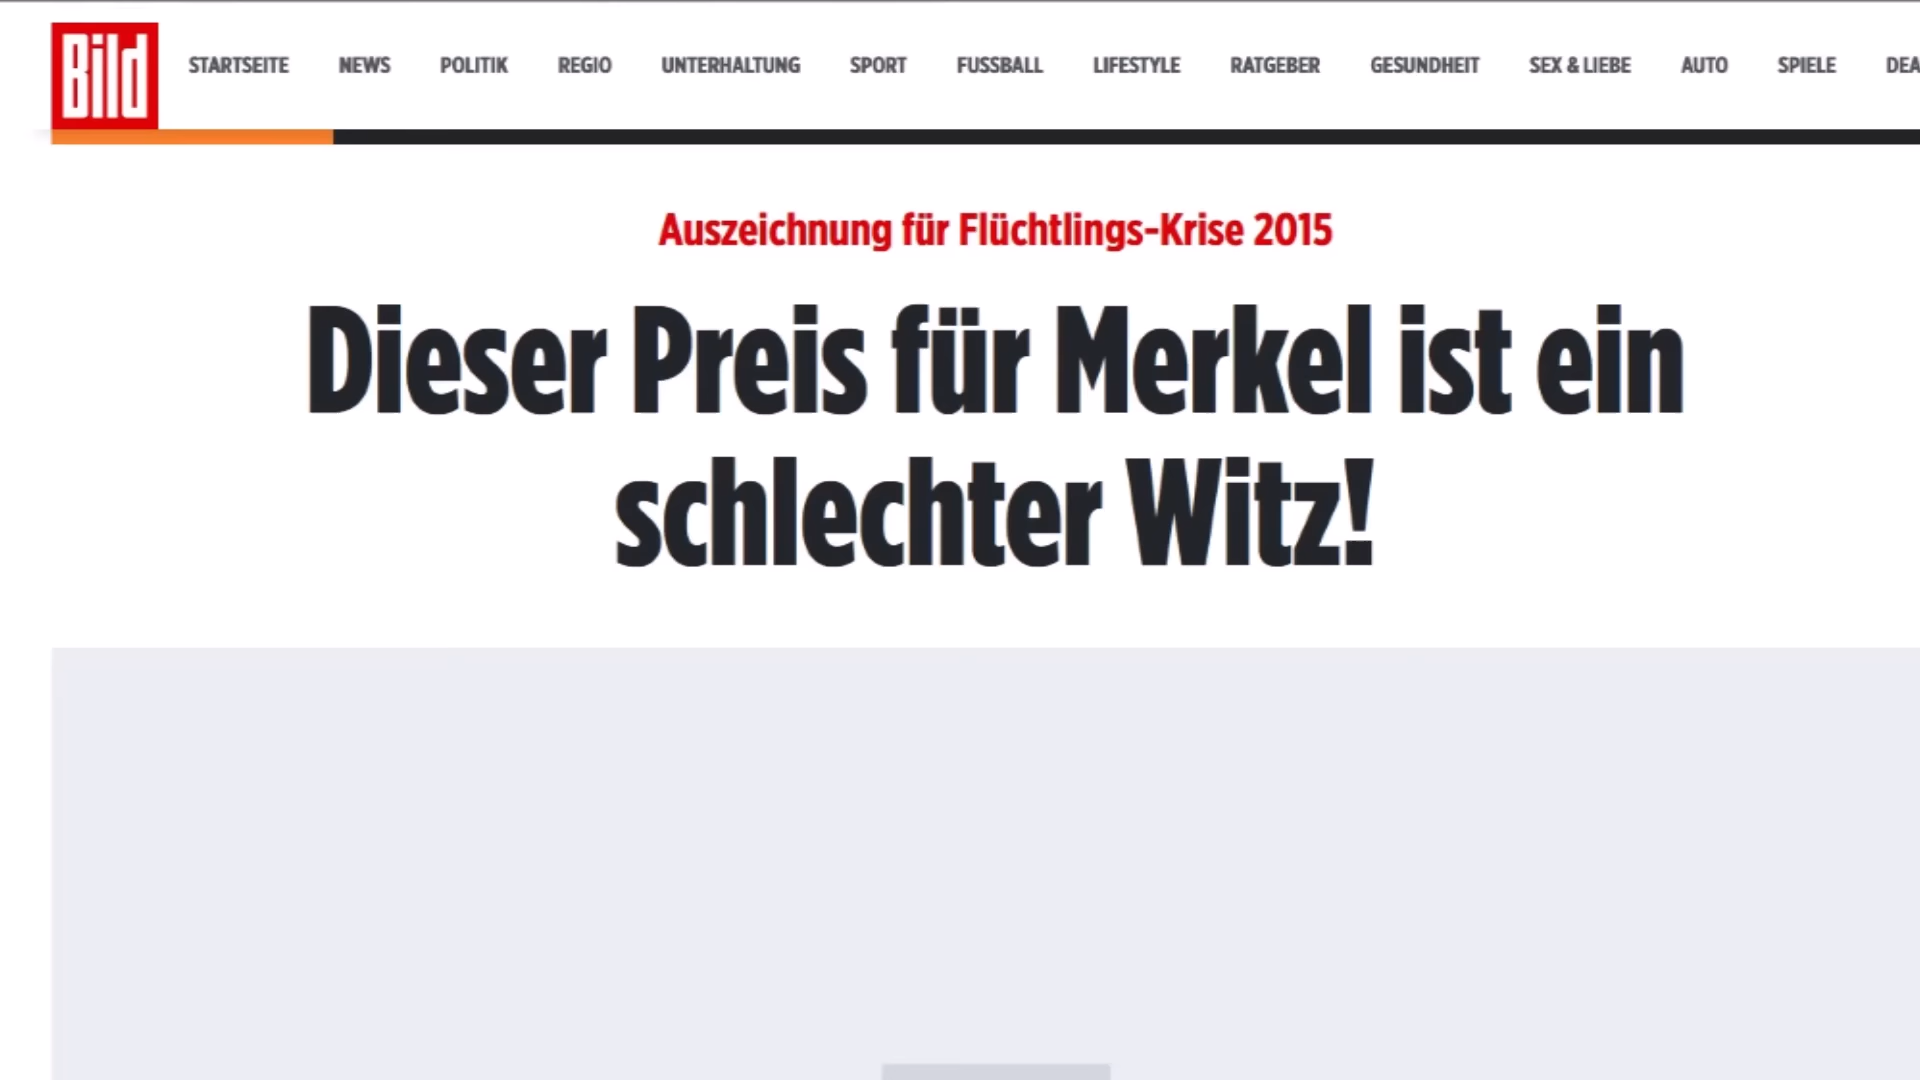 Bild STARTSEITE NEWS POLITIK REGIO UNTERHALTUNG SPORT FUSSBALL LIFESTYLE RATGEBER GESUNDHEIT SEX & LIEBE AUTO SPIELE DEA
Auszeichnung für Flüchtlings-Krise 2015
Dieser Preis für Merkel ist ein
schlechter Witz!